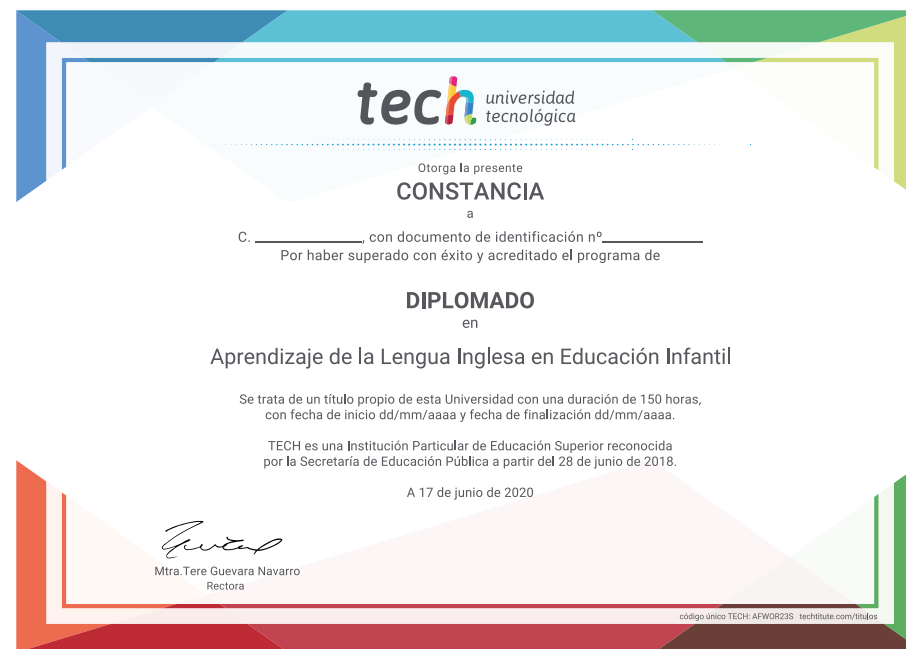 tech universidad
tecnológica
Otorga la presente
CONSTANCIA
a
C. ______________, con documento de identificación nº_____________
Por haber superado con éxito y acreditado el programa de
DIPLOMADO
en
Aprendizaje de la Lengua Inglesa en Educación Infantil
Se trata de un título propio de esta Universidad con una duración de 150 horas,
con fecha de inicio dd/mm/aaaa y fecha de finalización dd/mm/aaaa.
TECH es una Institución Particular de Educación Superior reconocida
por la Secretaría de Educación Pública a partir del 28 de junio de 2018.
A 17 de junio de 2020
Mtra.Tere Guevara Navarro
Rectora
código único TECH: AFWOR23S techtitute.com/titulos